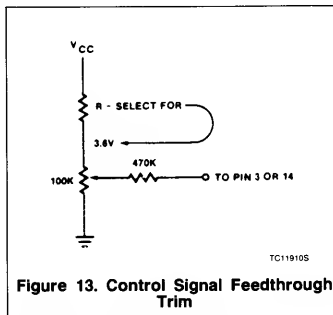 VCC
R - SELECT FOR
3.6V
470K
100K
TO PIN 3 OR 14
TC11910S
Figure 13. Control Signal Feedthrough
Trim